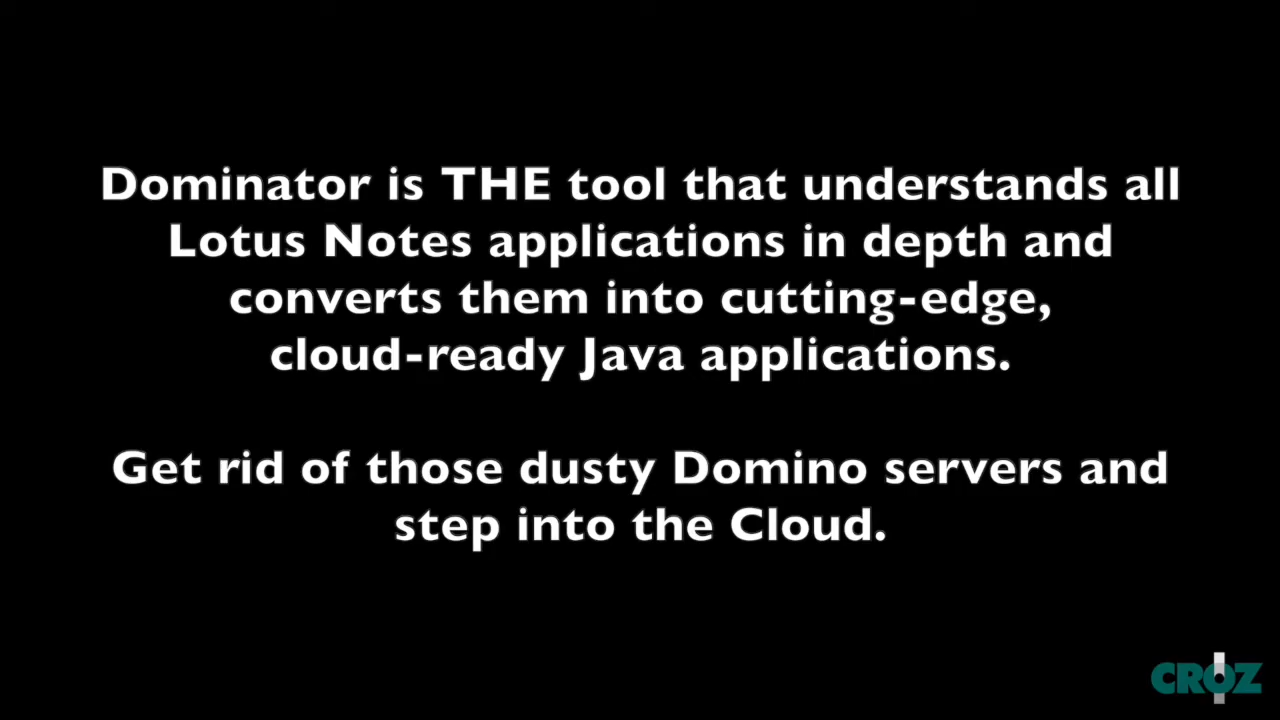 Dominator is THE tool that understands all
Lotus Notes applications in depth and
converts them into cutting-edge,
cloud-ready Java applications.
Get rid of those dusty Domino servers and
step into the Cloud.
CROZ